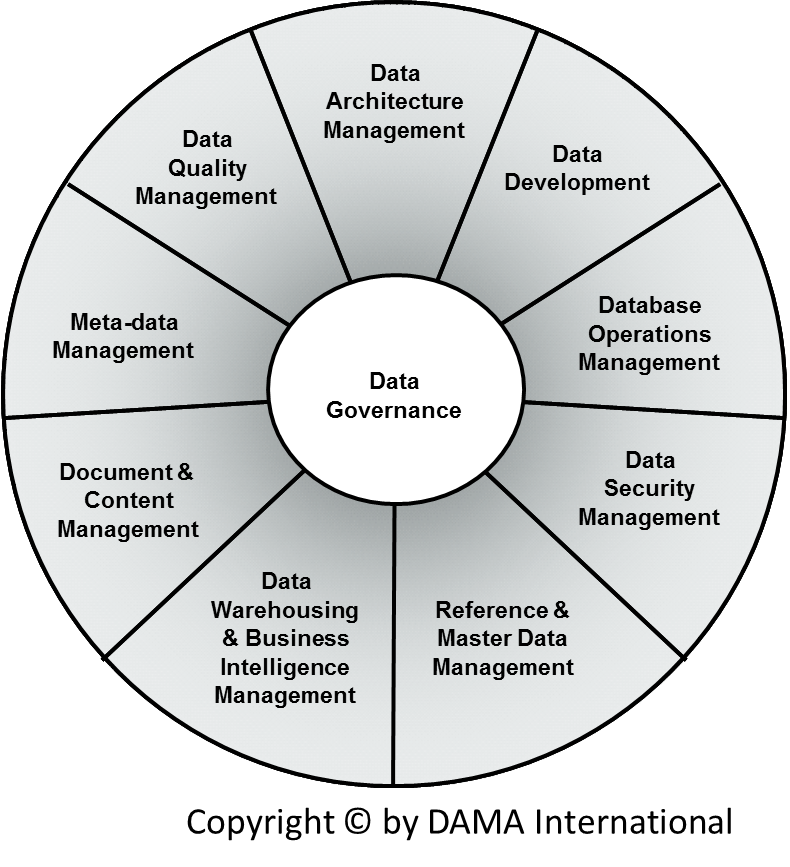 Data
Architecture
Management
Data
Development
Database
Operations
Management
Data
Security
Management
Reference &
Master Data
Management
Data
Warehousing
& Business
Intelligence
Management
Document &
Content
Management
Meta-data
Management
Data
Quality
Management
Data
Governance
Copyright © by DAMA International